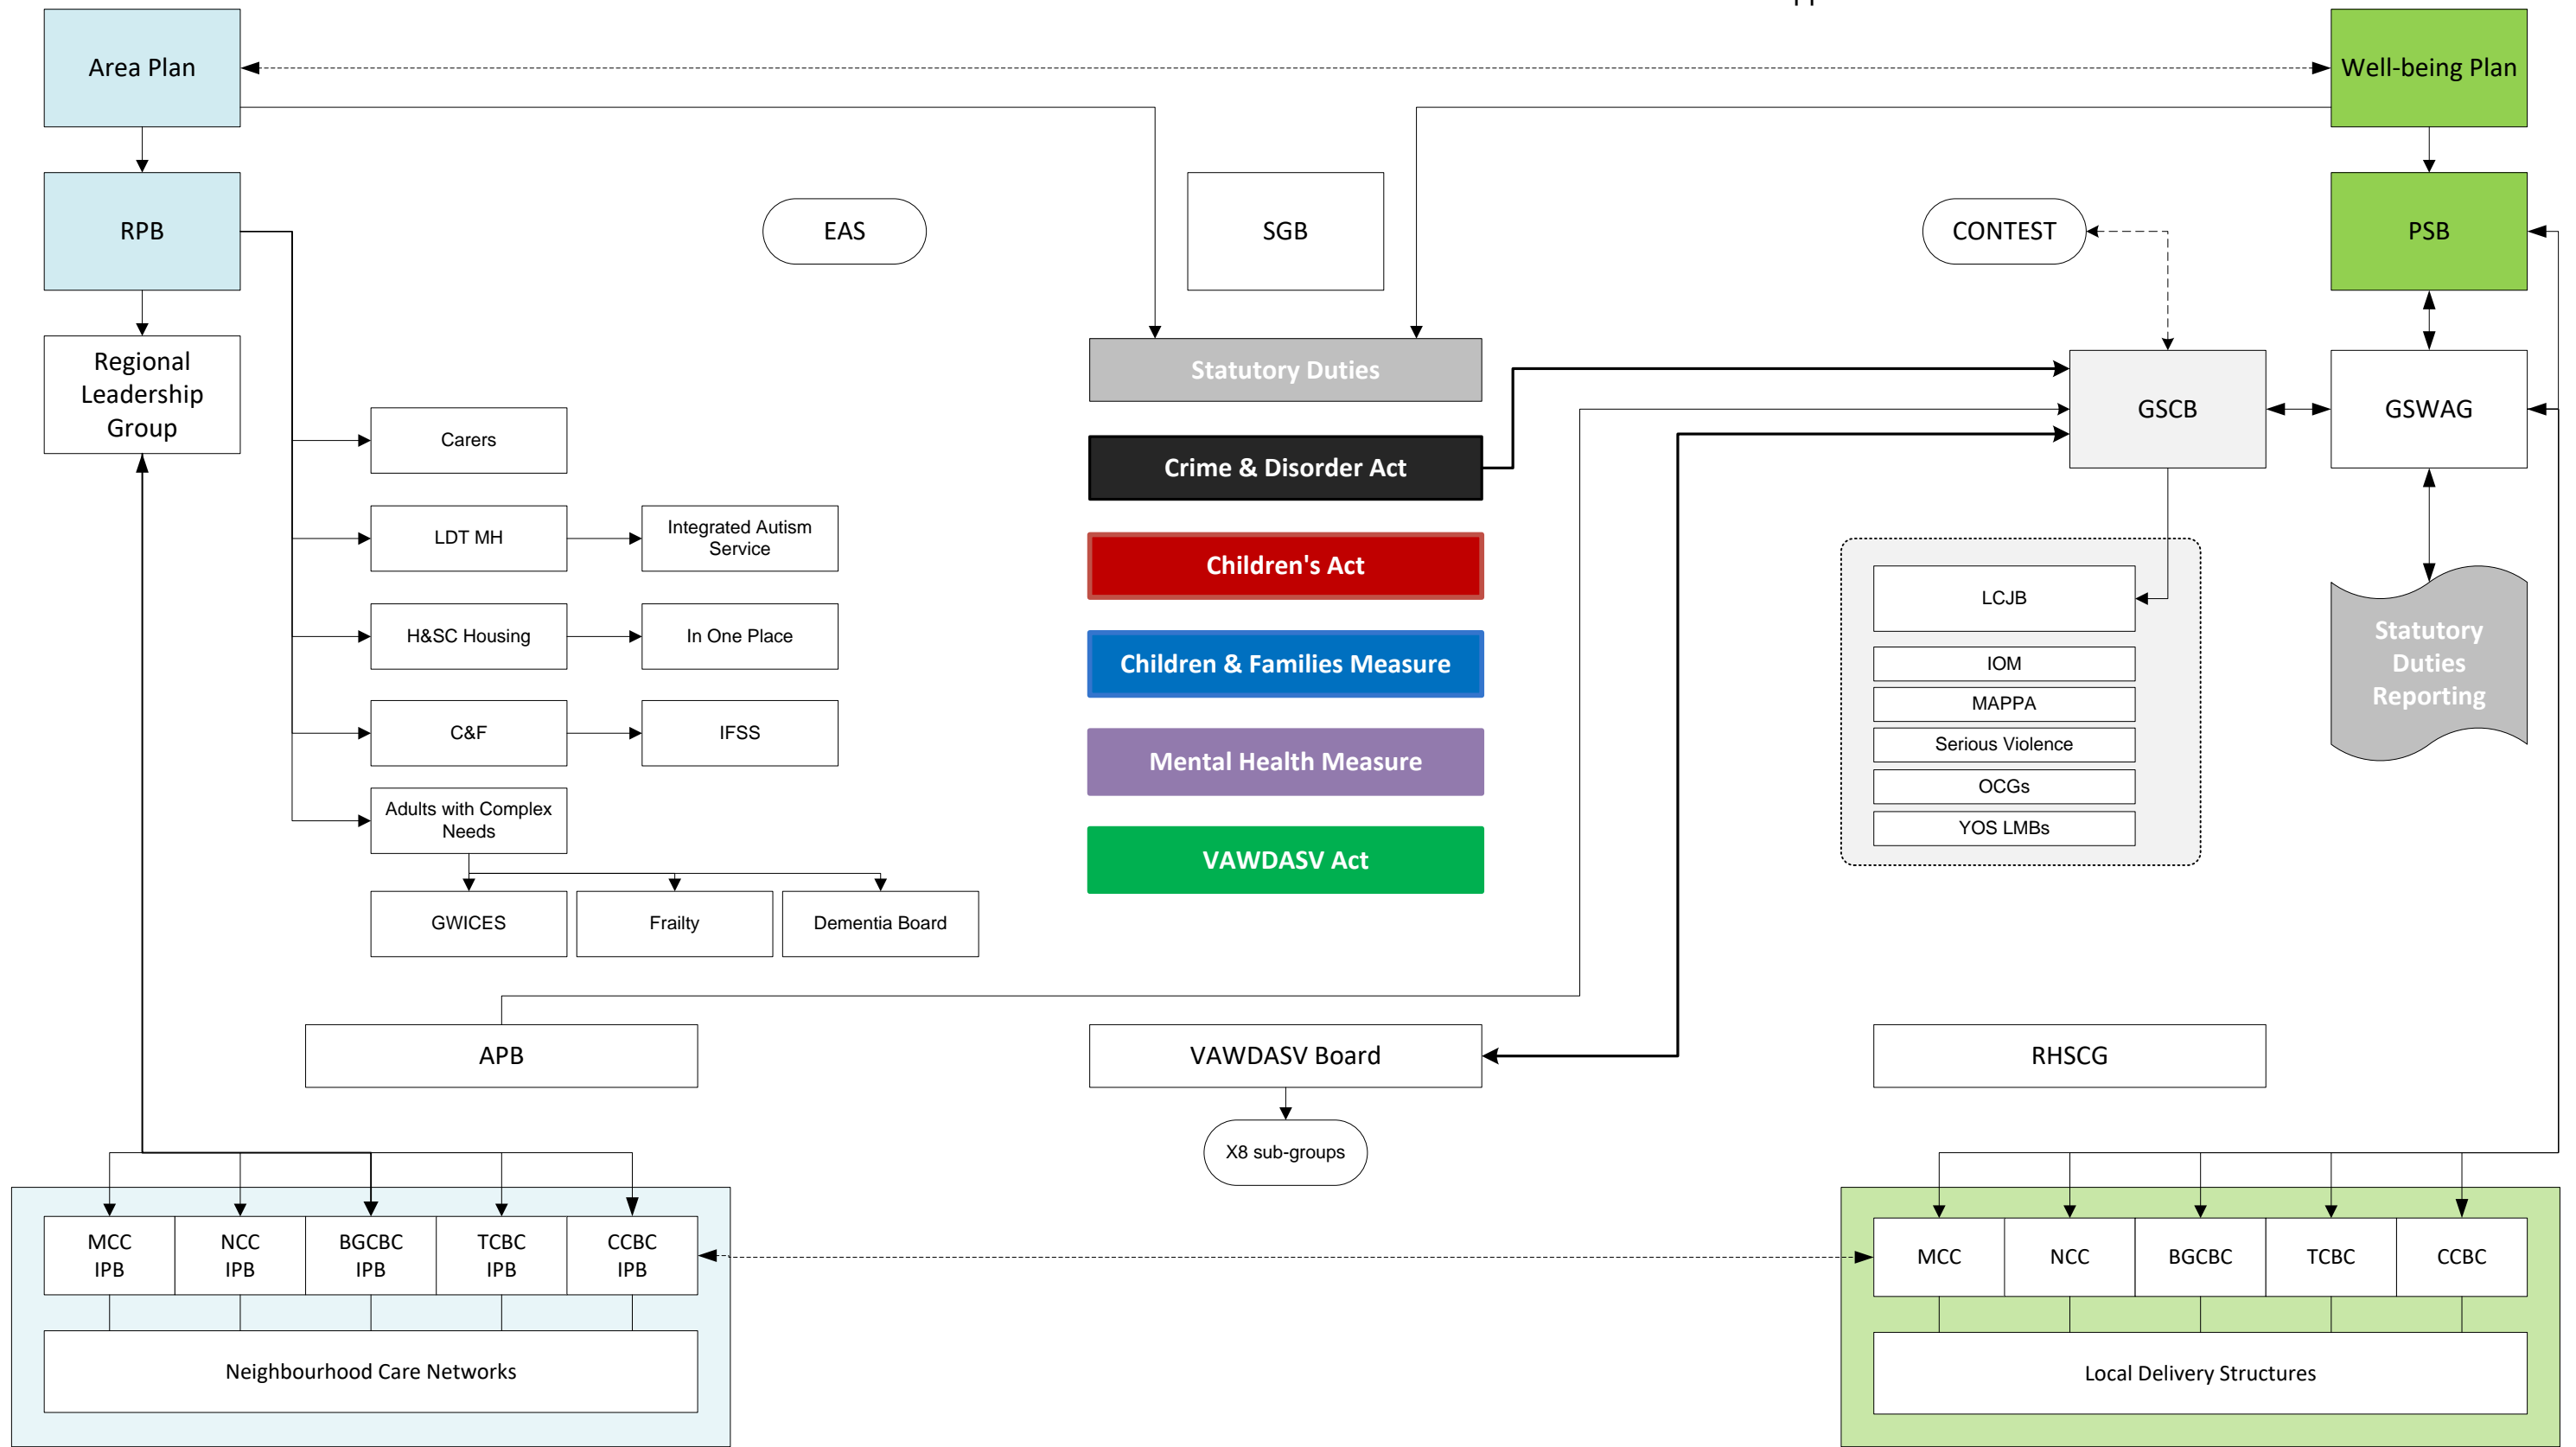 Area Plan
Well-being Plan
RPB
EAS
SGB
CONTEST
PSB
Regional
Leadership
Group
Statutory Duties
GSCB
GSWAG
Carers
Crime & Disorder Act
LDT MH
Integrated Autism
Service
Children's Act
LCJB
H&SC Housing
In One Place
Children & Families Measure
IOM
MAPPA
Statutory
Duties
Reporting
C&F
IFSS
Mental Health Measure
Serious Violence
OCGs
YOS LMBs
Adults with Complex
Needs
VAWDASV Act
GWICES
Frailty
Dementia Board
APB
VAWDASV Board
RHSCG
X8 sub-groups
MCC
IPB
NCC
IPB
BGCBC
IPB
TCBC
IPB
CCBC
IPB
MCC
NCC
BGCBC
TCBC
CCBC
Neighbourhood Care Networks
Local Delivery Structures